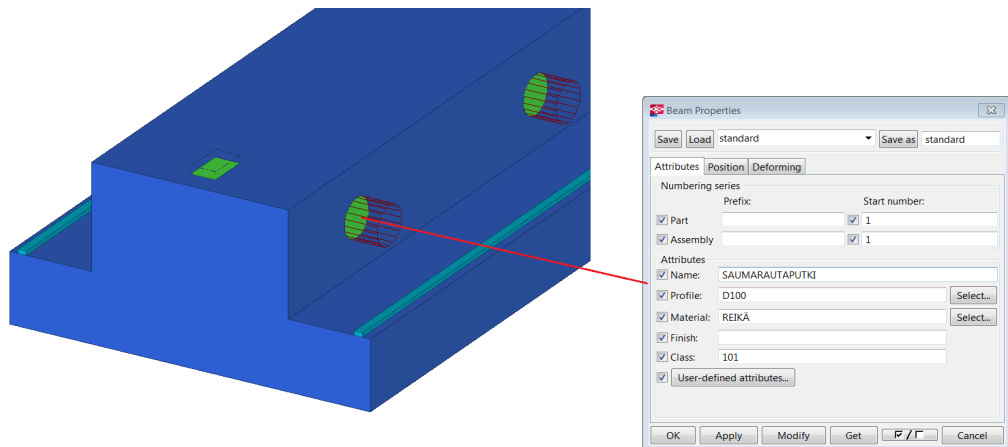 Beam Properties
Save Load standard Save as standard
Attributes Position Deforming
Numbering series
Prefix: Start number:
Part 1
Assembly 1
Attributes
Name: SAUMARAUTAPUTKI
Profile: D100 Select...
Material: REIKÄ Select...
Finish:
Class: 101
User-defined attributes...
OK Apply Modify Get / Cancel